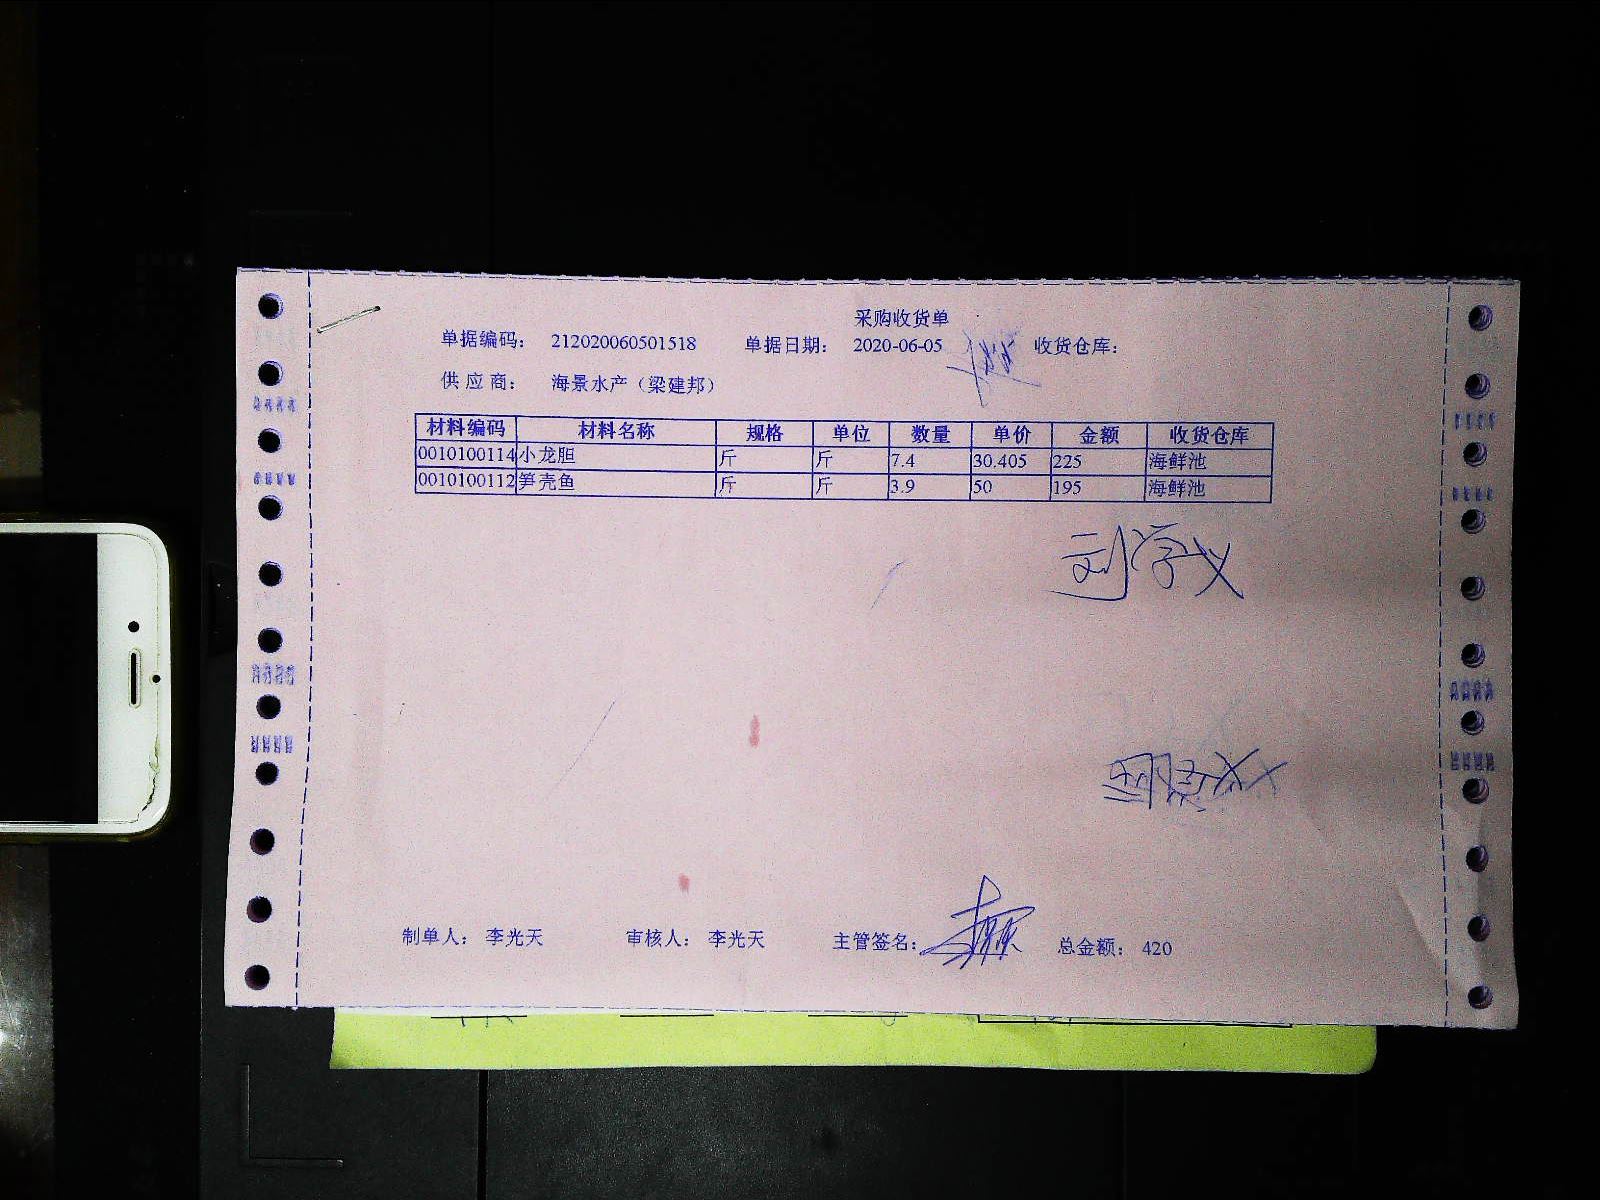 采购收货单
单据编码： 212020060501518 单据日期： 2020-06-05 收货仓库：
供应商： 海景水产（梁建邦）
材料编码 材料名称 规格 单位 数量 单价 金额 收货仓库
0010100114 小龙胆 斤 斤 7.4 30.405 225 海鲜池
0010100112 笋壳鱼 斤 斤 3.9 50 195 海鲜池
刘学义
制单人： 李光天 审核人： 李光天 主管签名： 总金额： 420